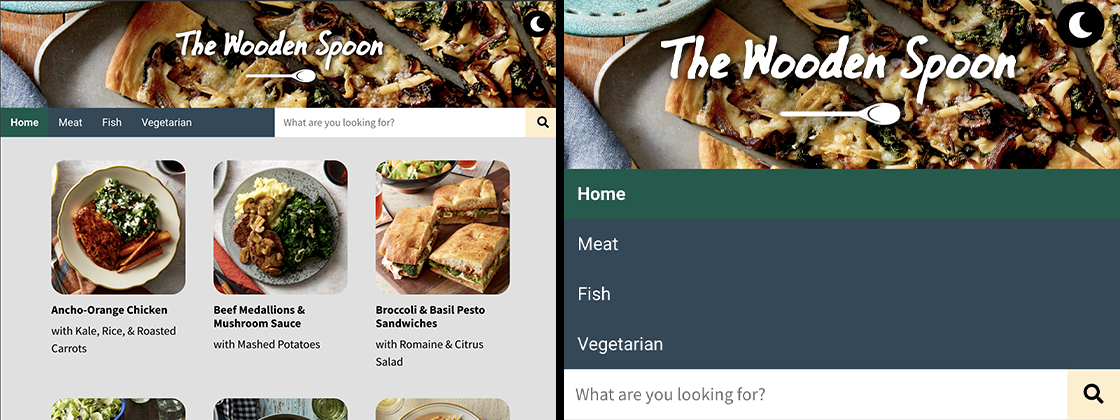 The Wooden Spoon
Home Meat Fish Vegetarian What are you looking for?
Ancho-Orange Chicken
with Kale, Rice, & Roasted
Carrots
Beef Medallions &
Mushroom Sauce
with Mashed Potatoes
Broccoli & Basil Pesto
Sandwiches
with Romaine & Citrus
Salad
The Wooden Spoon
Home
Meat
Fish
Vegetarian
What are you looking for?